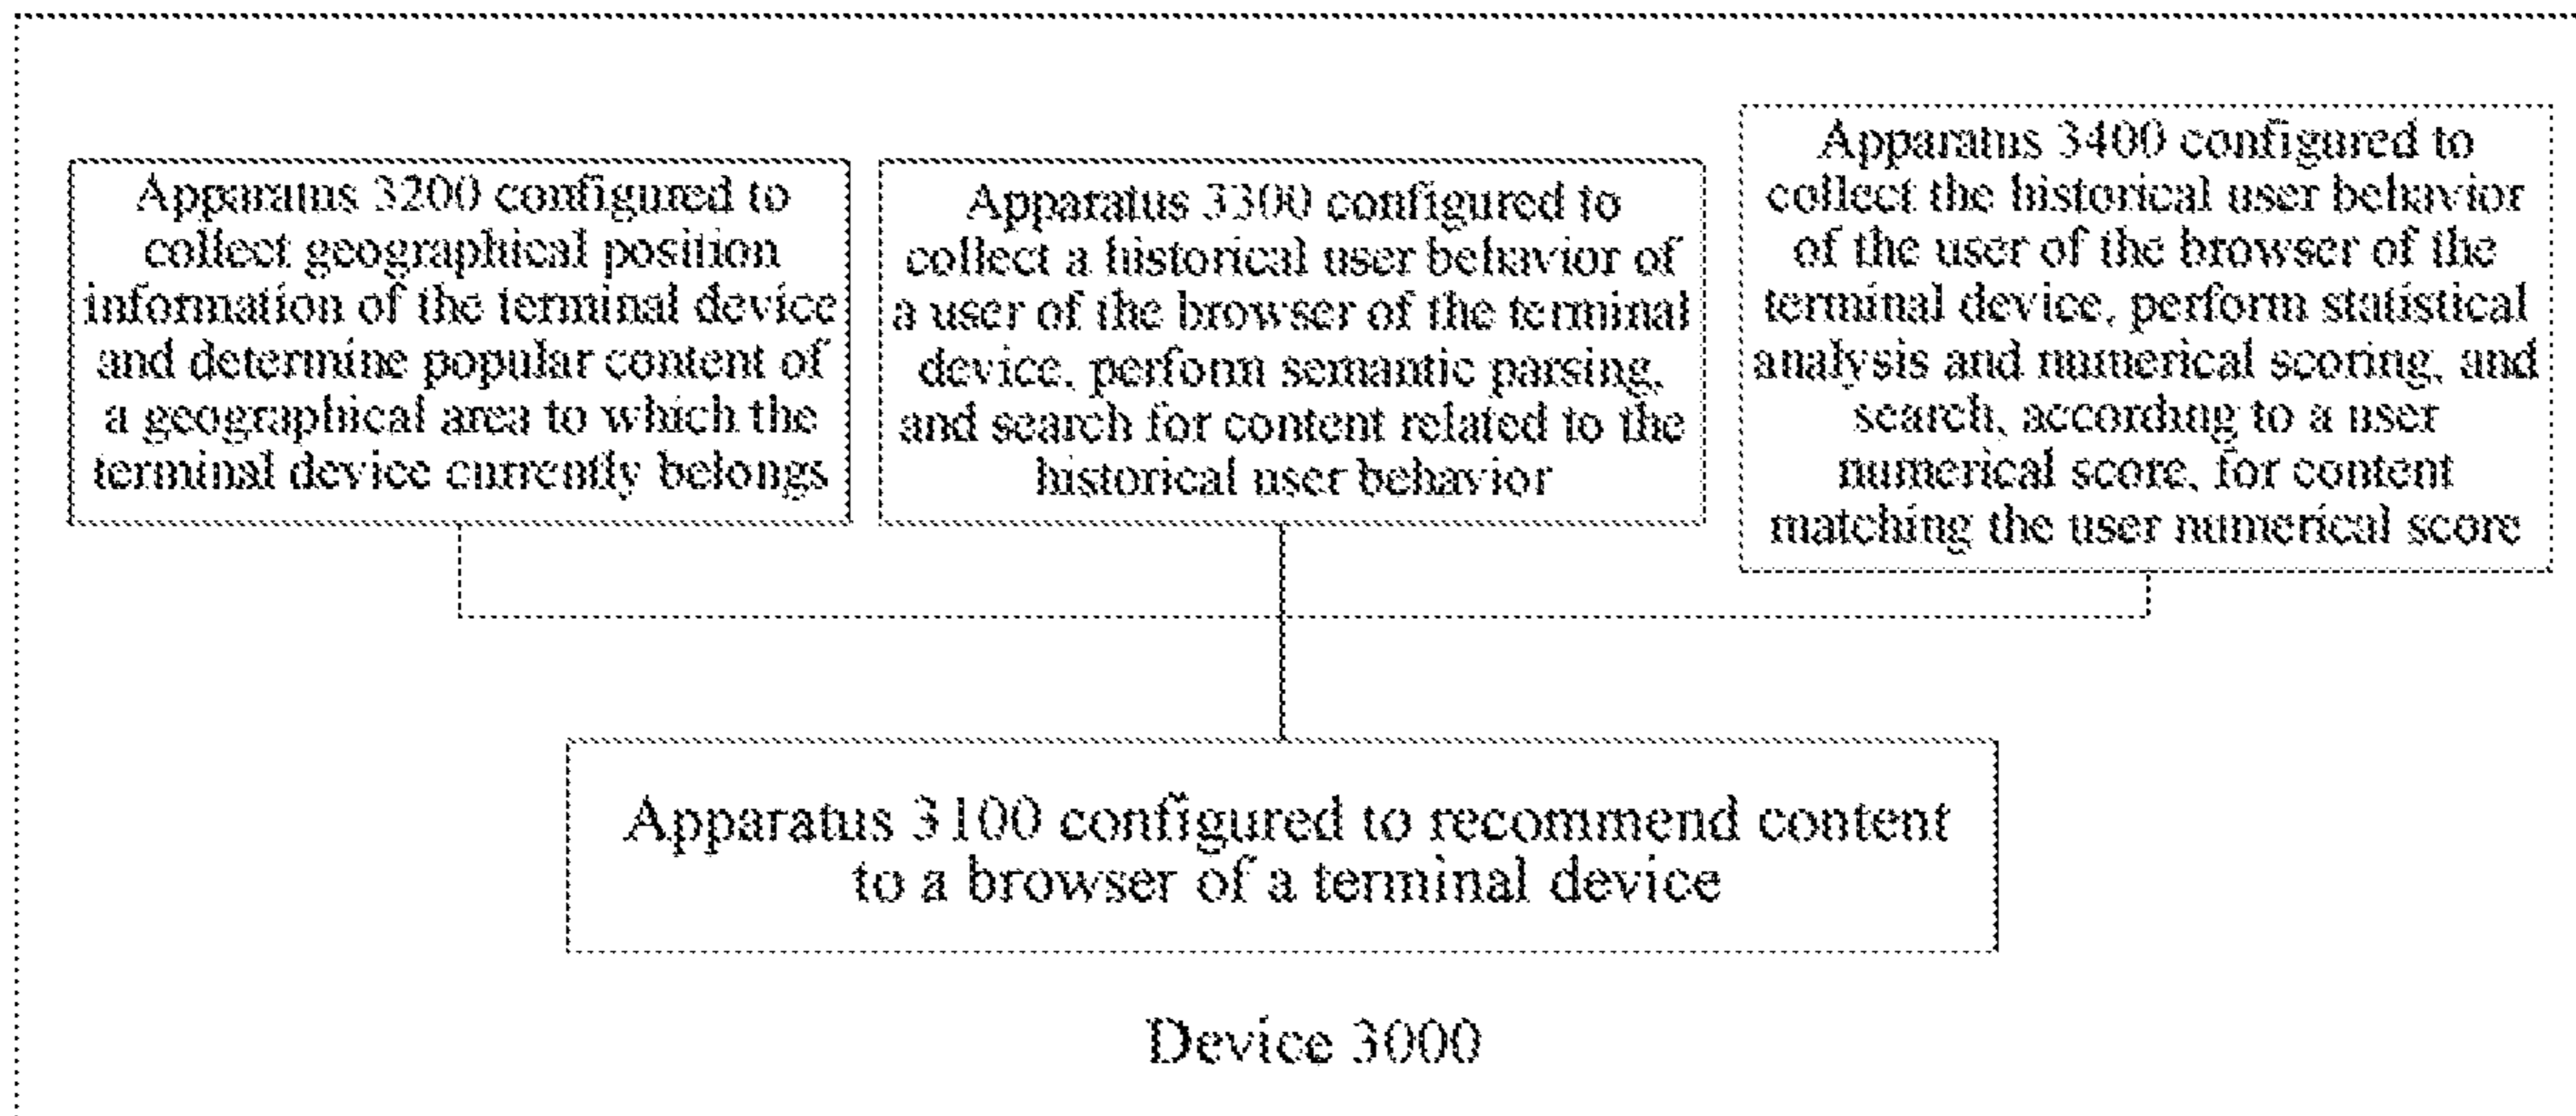 Apparatus 3200 configured to
collect geographical position
information of the terminal device
and determine popular content of
a geographical area to which the
terminal device currently belongs
Apparatus 3300 configured to
collect a historical user behavior of
a user of the browser of the terminal
device, perform semantic parsing,
and search for content related to the
historical user behavior
Apparatus 3400 configured to
collect the historical user behavior
of the user of the browser of the
terminal device, perform statistical
analysis and numerical scoring, and
search, according to a user
numerical score, for content
matching the user numerical score
Apparatus 3100 configured to recommend content
to a browser of a terminal device
Device 3000